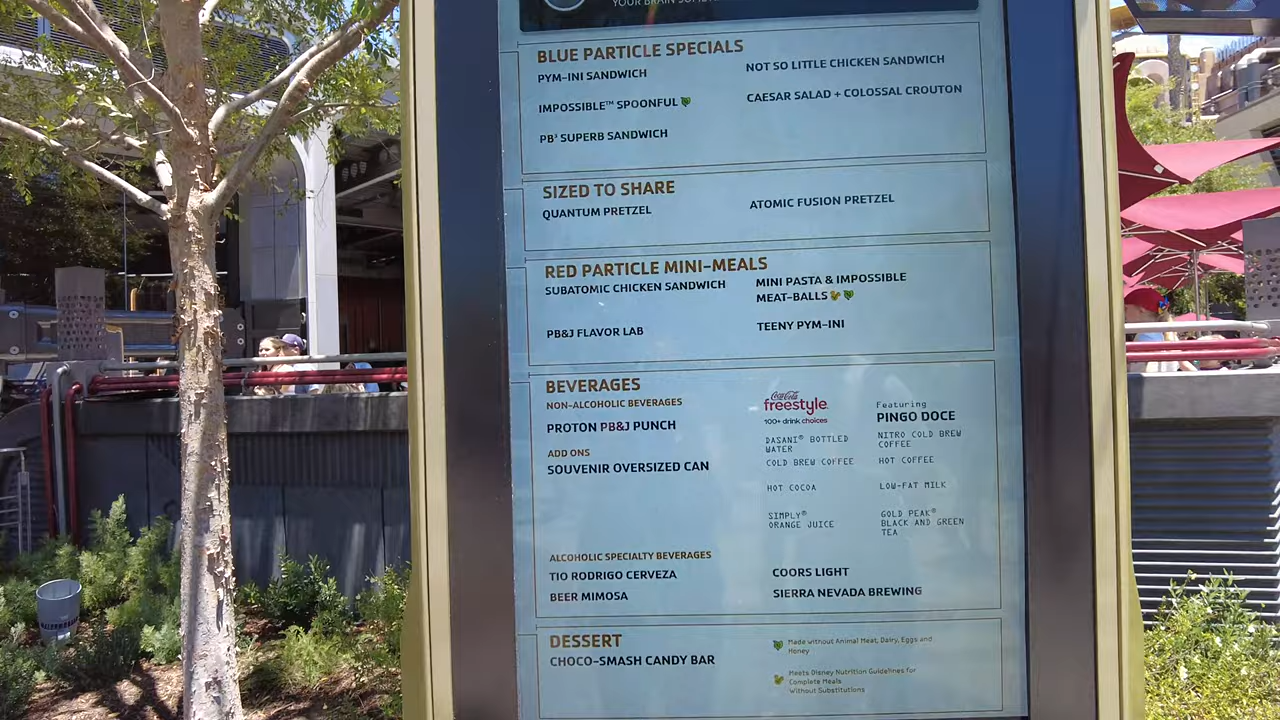 YOUR BRAIN
BLUE PARTICLE SPECIALS
PYM-INI SANDWICH
IMPOSSIBLE™ SPOONFUL
PB³ SUPERB SANDWICH
NOT SO LITTLE CHICKEN SANDWICH
CAESAR SALAD + COLOSSAL CROUTON
SIZED TO SHARE
QUANTUM PRETZEL
ATOMIC FUSION PRETZEL
RED PARTICLE MINI-MEALS
SUBATOMIC CHICKEN SANDWICH
PB&J FLAVOR LAB
MINI PASTA & IMPOSSIBLE
MEAT-BALLS
TEENY PYM-INI
BEVERAGES
NON-ALCOHOLIC BEVERAGES
PROTON PB&J PUNCH
ADD ONS
SOUVENIR OVERSIZED CAN
Coca-Cola
freestyle
100+ drink choices
DASANI® BOTTLED
WATER
COLD BREW COFFEE
HOT COCOA
SIMPLY®
ORANGE JUICE
Featuring
PINGO DOCE
NITRO COLD BREW
COFFEE
HOT COFFEE
LOW-FAT MILK
GOLD PEAK®
BLACK AND GREEN
TEA
ALCOHOLIC SPECIALTY BEVERAGES
TIO RODRIGO CERVEZA
BEER MIMOSA
COORS LIGHT
SIERRA NEVADA BREWING
DESSERT
CHOCO-SMASH CANDY BAR
Made without Animal Meat, Dairy, Eggs and
Honey
Meets Disney Nutrition Guidelines for
Complete Meals
Without Substitutions